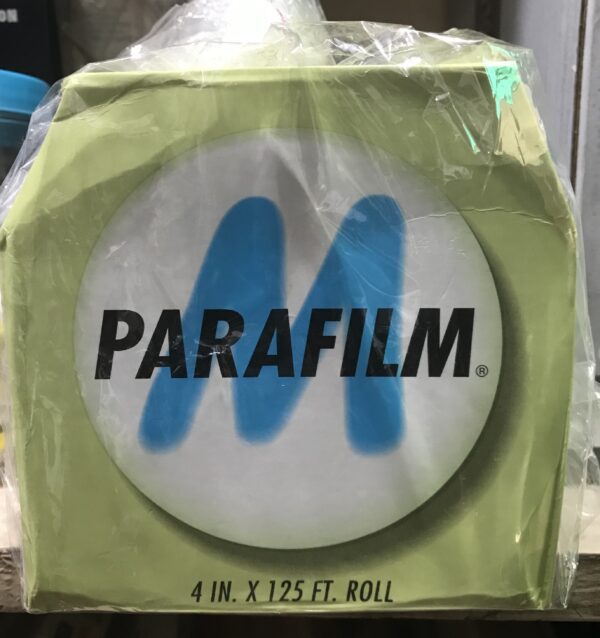 M
PARAFILM®
4 IN. X 125 FT. ROLL